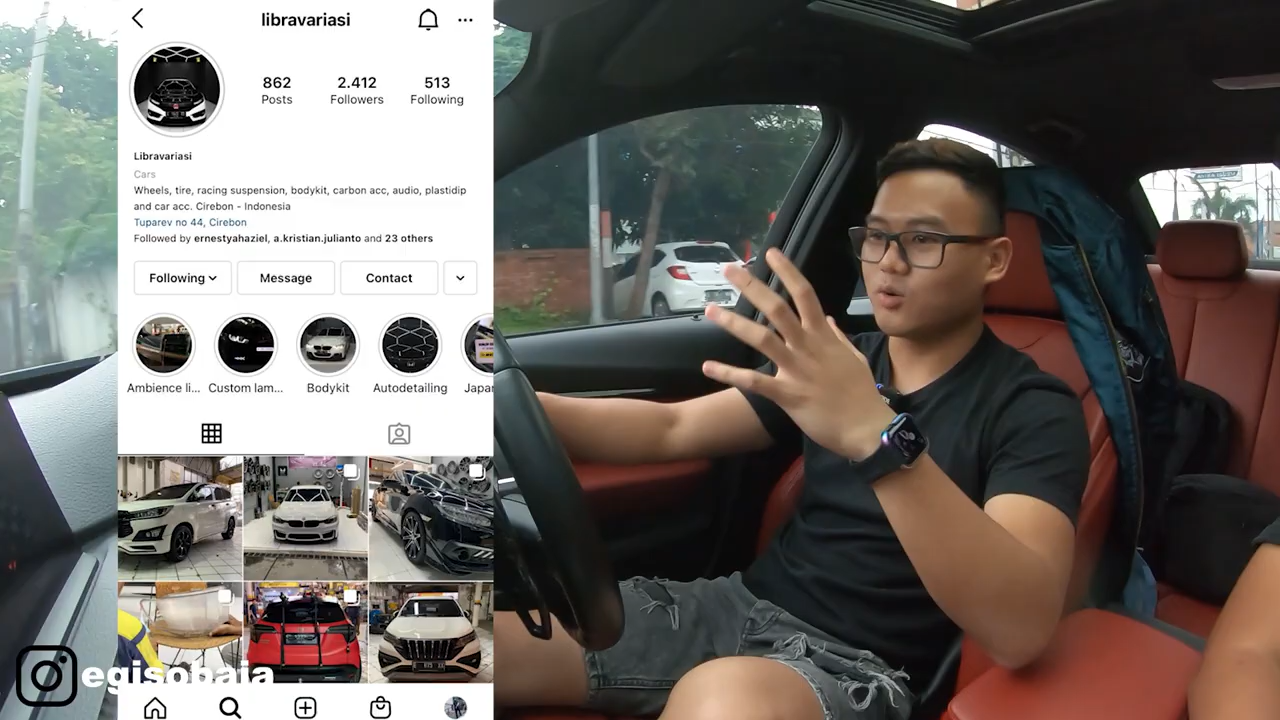 libravariasi
862
Posts
2.412
Followers
513
Following
Libravariasi
Cars
Wheels, tire, racing suspension, bodykit, carbon acc, audio, plastidip
and car acc. Cirebon - Indonesia
Tuparev no 44, Cirebon
Followed by ernestyahaziel, a.kristian.julianto and 23 others
Following
Message
Contact
Ambience li...
Custom lam...
Bodykit
Autodetailing
Japa
egisobaja